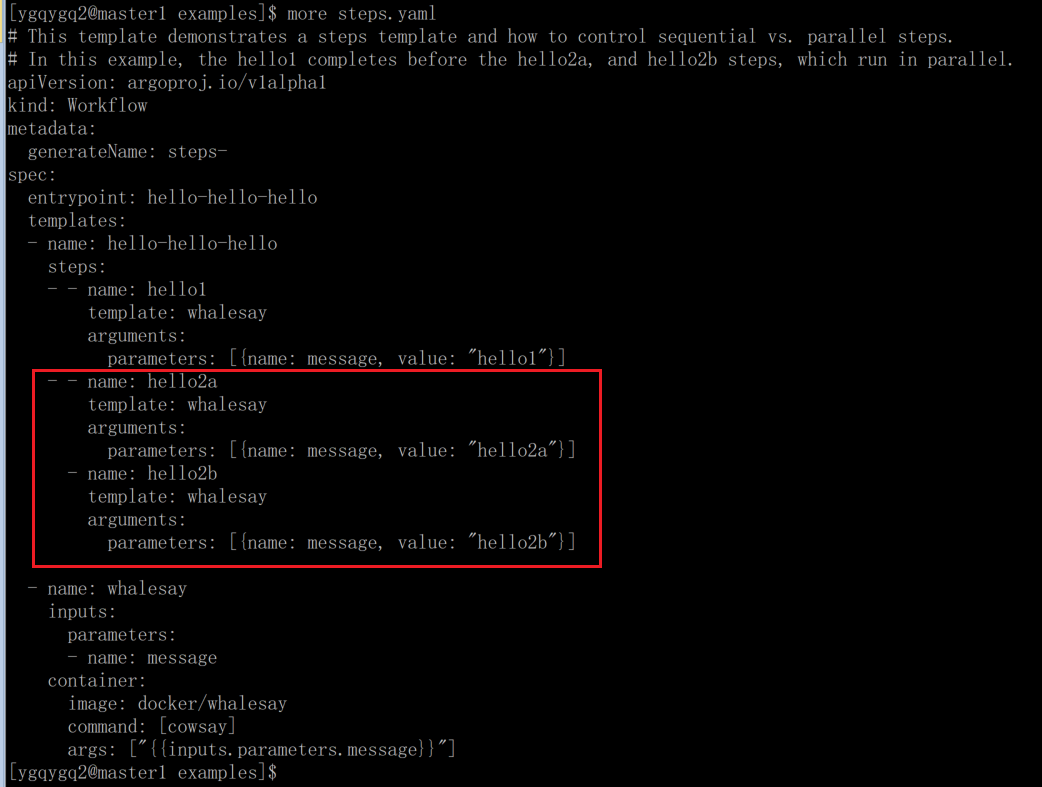 [ygqygq2@master1 examples]$ more steps.yaml
# This template demonstrates a steps template and how to control sequential vs. parallel steps.
# In this example, the hello1 completes before the hello2a, and hello2b steps, which run in parallel.
apiVersion: argoproj.io/v1alpha1
kind: Workflow
metadata:
  generateName: steps-
spec:
  entrypoint: hello-hello-hello
  templates:
  - name: hello-hello-hello
    steps:
    - - name: hello1
        template: whalesay
        arguments:
          parameters: [{name: message, value: "hello1"}]
    - - name: hello2a
        template: whalesay
        arguments:
          parameters: [{name: message, value: "hello2a"}]
      - name: hello2b
        template: whalesay
        arguments:
          parameters: [{name: message, value: "hello2b"}]
  - name: whalesay
    inputs:
      parameters:
      - name: message
    container:
      image: docker/whalesay
      command: [cowsay]
      args: ["{{inputs.parameters.message}}"]
[ygqygq2@master1 examples]$